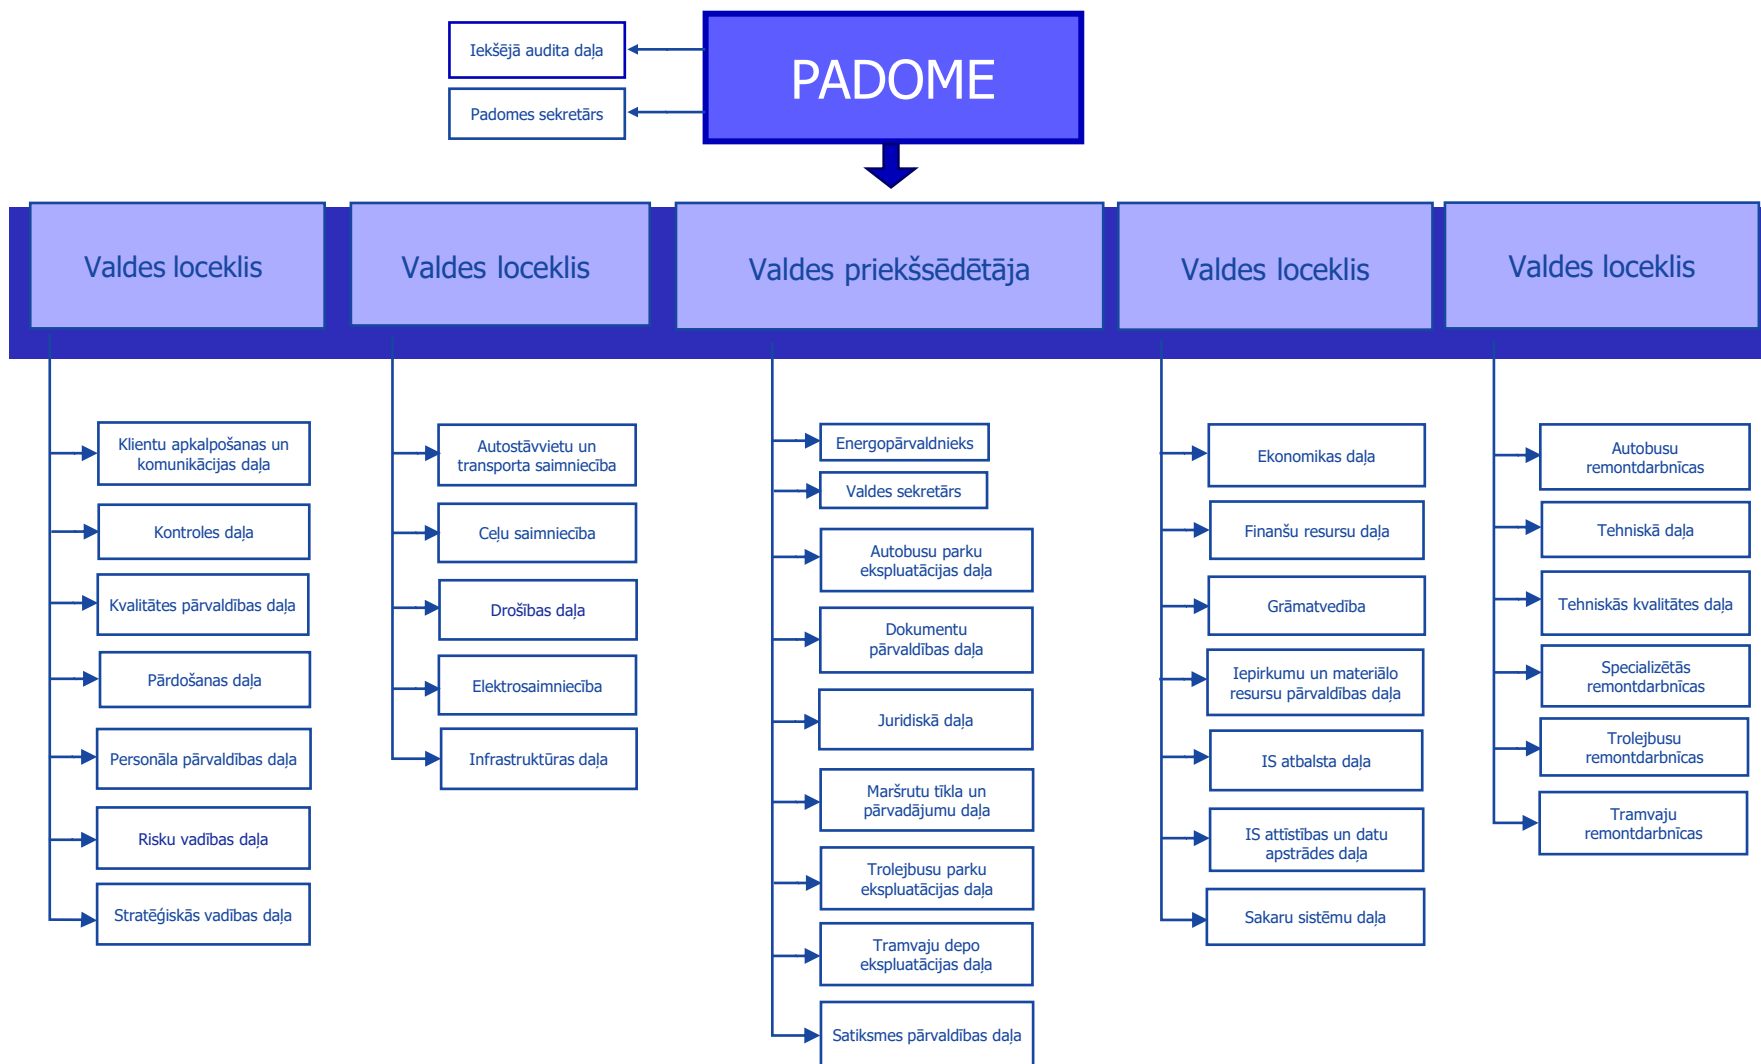 Iekšējā audita daļa
Padomes sekretārs
PADOME
Valdes loceklis
Valdes loceklis
Valdes priekšsēdētāja
Valdes loceklis
Valdes loceklis
Klientu apkalpošanas un
komunikācijas daļa
Kontroles daļa
Kvalitātes pārvaldības daļa
Pārdošanas daļa
Personāla pārvaldības daļa
Risku vadības daļa
Stratēģiskās vadības daļa
Autostāvvietu un
transporta saimniecība
Ceļu saimniecība
Drošības daļa
Elektrosaimniecība
Infrastruktūras daļa
Energopārvaldnieks
Valdes sekretārs
Autobusu parku
ekspluatācijas daļa
Dokumentu
pārvaldības daļa
Juridiskā daļa
Maršrutu tīkla un
pārvadājumu daļa
Trolejbusu parku
ekspluatācijas daļa
Tramvaju depo
ekspluatācijas daļa
Satiksmes pārvaldības daļa
Ekonomikas daļa
Finanšu resursu daļa
Grāmatvedība
Iepirkumu un materiālo
resursu pārvaldības daļa
IS atbalsta daļa
IS attīstības un datu
apstrādes daļa
Sakaru sistēmu daļa
Autobusu
remontdarbnīcas
Tehniskā daļa
Tehniskās kvalitātes daļa
Specializētās
remontdarbnīcas
Trolejbusu
remontdarbnīcas
Tramvaju
remontdarbnīcas